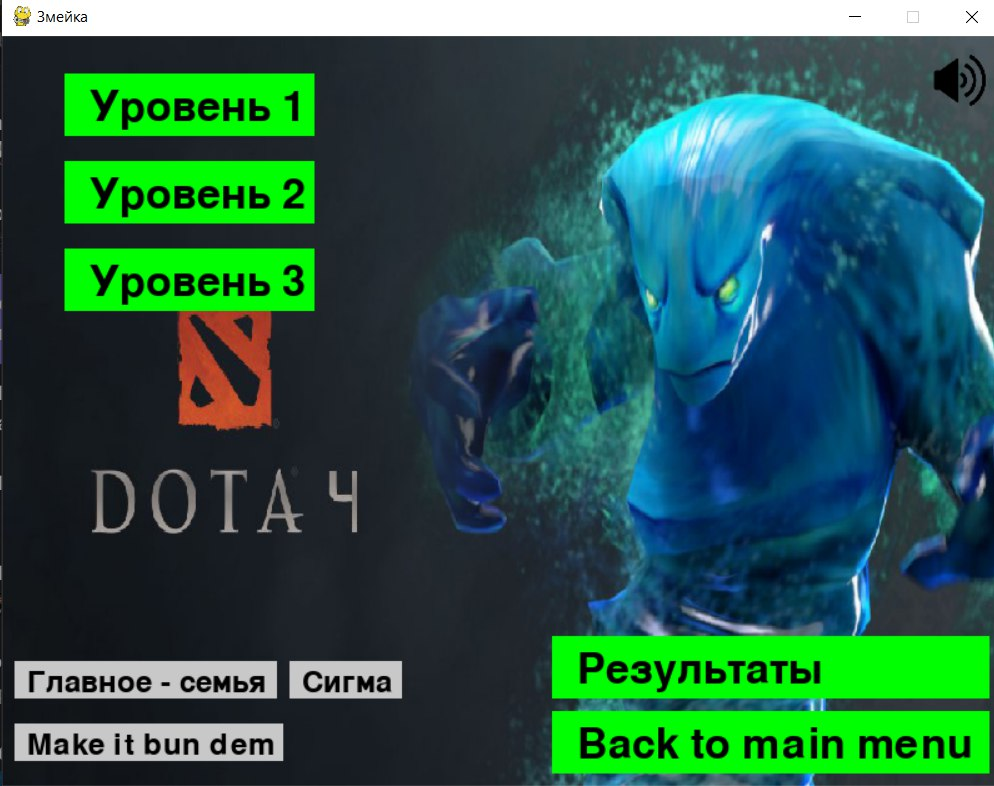 Змейка
Уровень 1
Уровень 2
Уровень 3
DOTA 4
Главное - семья
Сигма
Make it bun dem
Результаты
Back to main menu